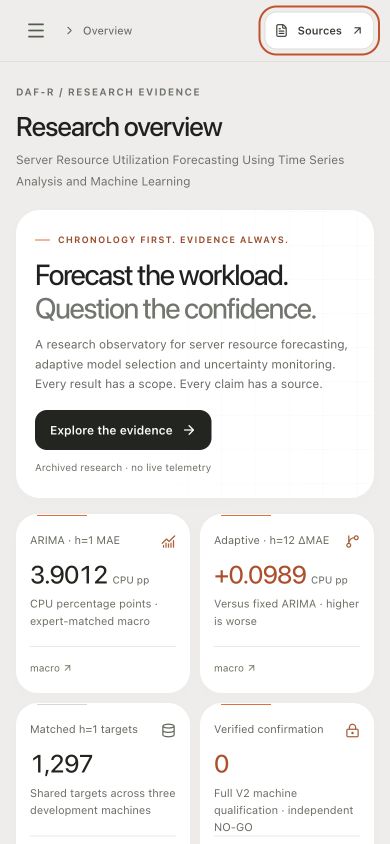 Overview
Sources
DAF-R / RESEARCH EVIDENCE
Research overview
Server Resource Utilization Forecasting Using Time Series
Analysis and Machine Learning
CHRONOLOGY FIRST. EVIDENCE ALWAYS.
Forecast the workload.
Question the confidence.
A research observatory for server resource forecasting,
adaptive model selection and uncertainty monitoring.
Every result has a scope. Every claim has a source.
Explore the evidence →
Archived research · no live telemetry
ARIMA · h=1 MAE
3.9012 CPU pp
CPU percentage points ·
expert-matched macro
macro ↗
Adaptive · h=12 ΔMAE
+0.0989 CPU pp
Versus fixed ARIMA · higher
is worse
macro ↗
Matched h=1 targets
1,297
Shared targets across three
development machines
Verified confirmation
0
Full V2 machine
qualification · independent
NO-GO